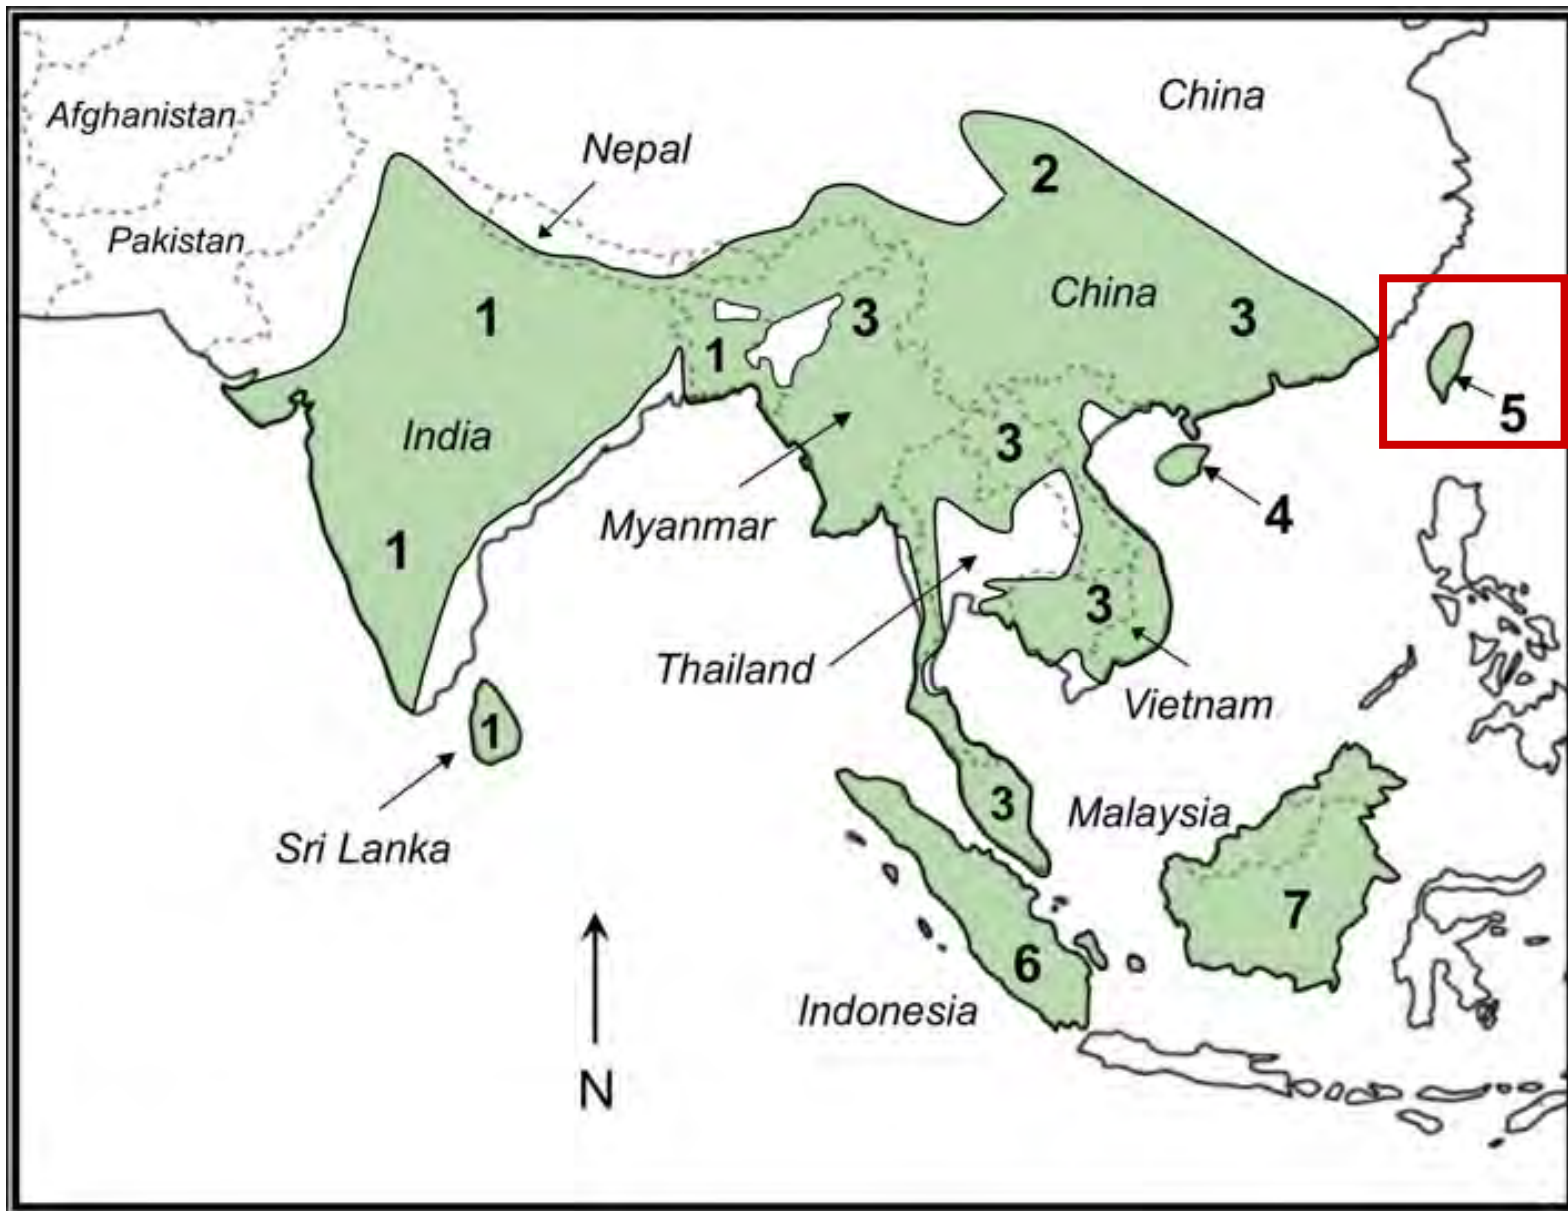 China
Afghanistan
Nepal
2
Pakistan
China
1
3
3
1
5
India
3
4
Myanmar
1
3
Thailand
Vietnam
1
3
Malaysia
Sri Lanka
7
6
Indonesia
N